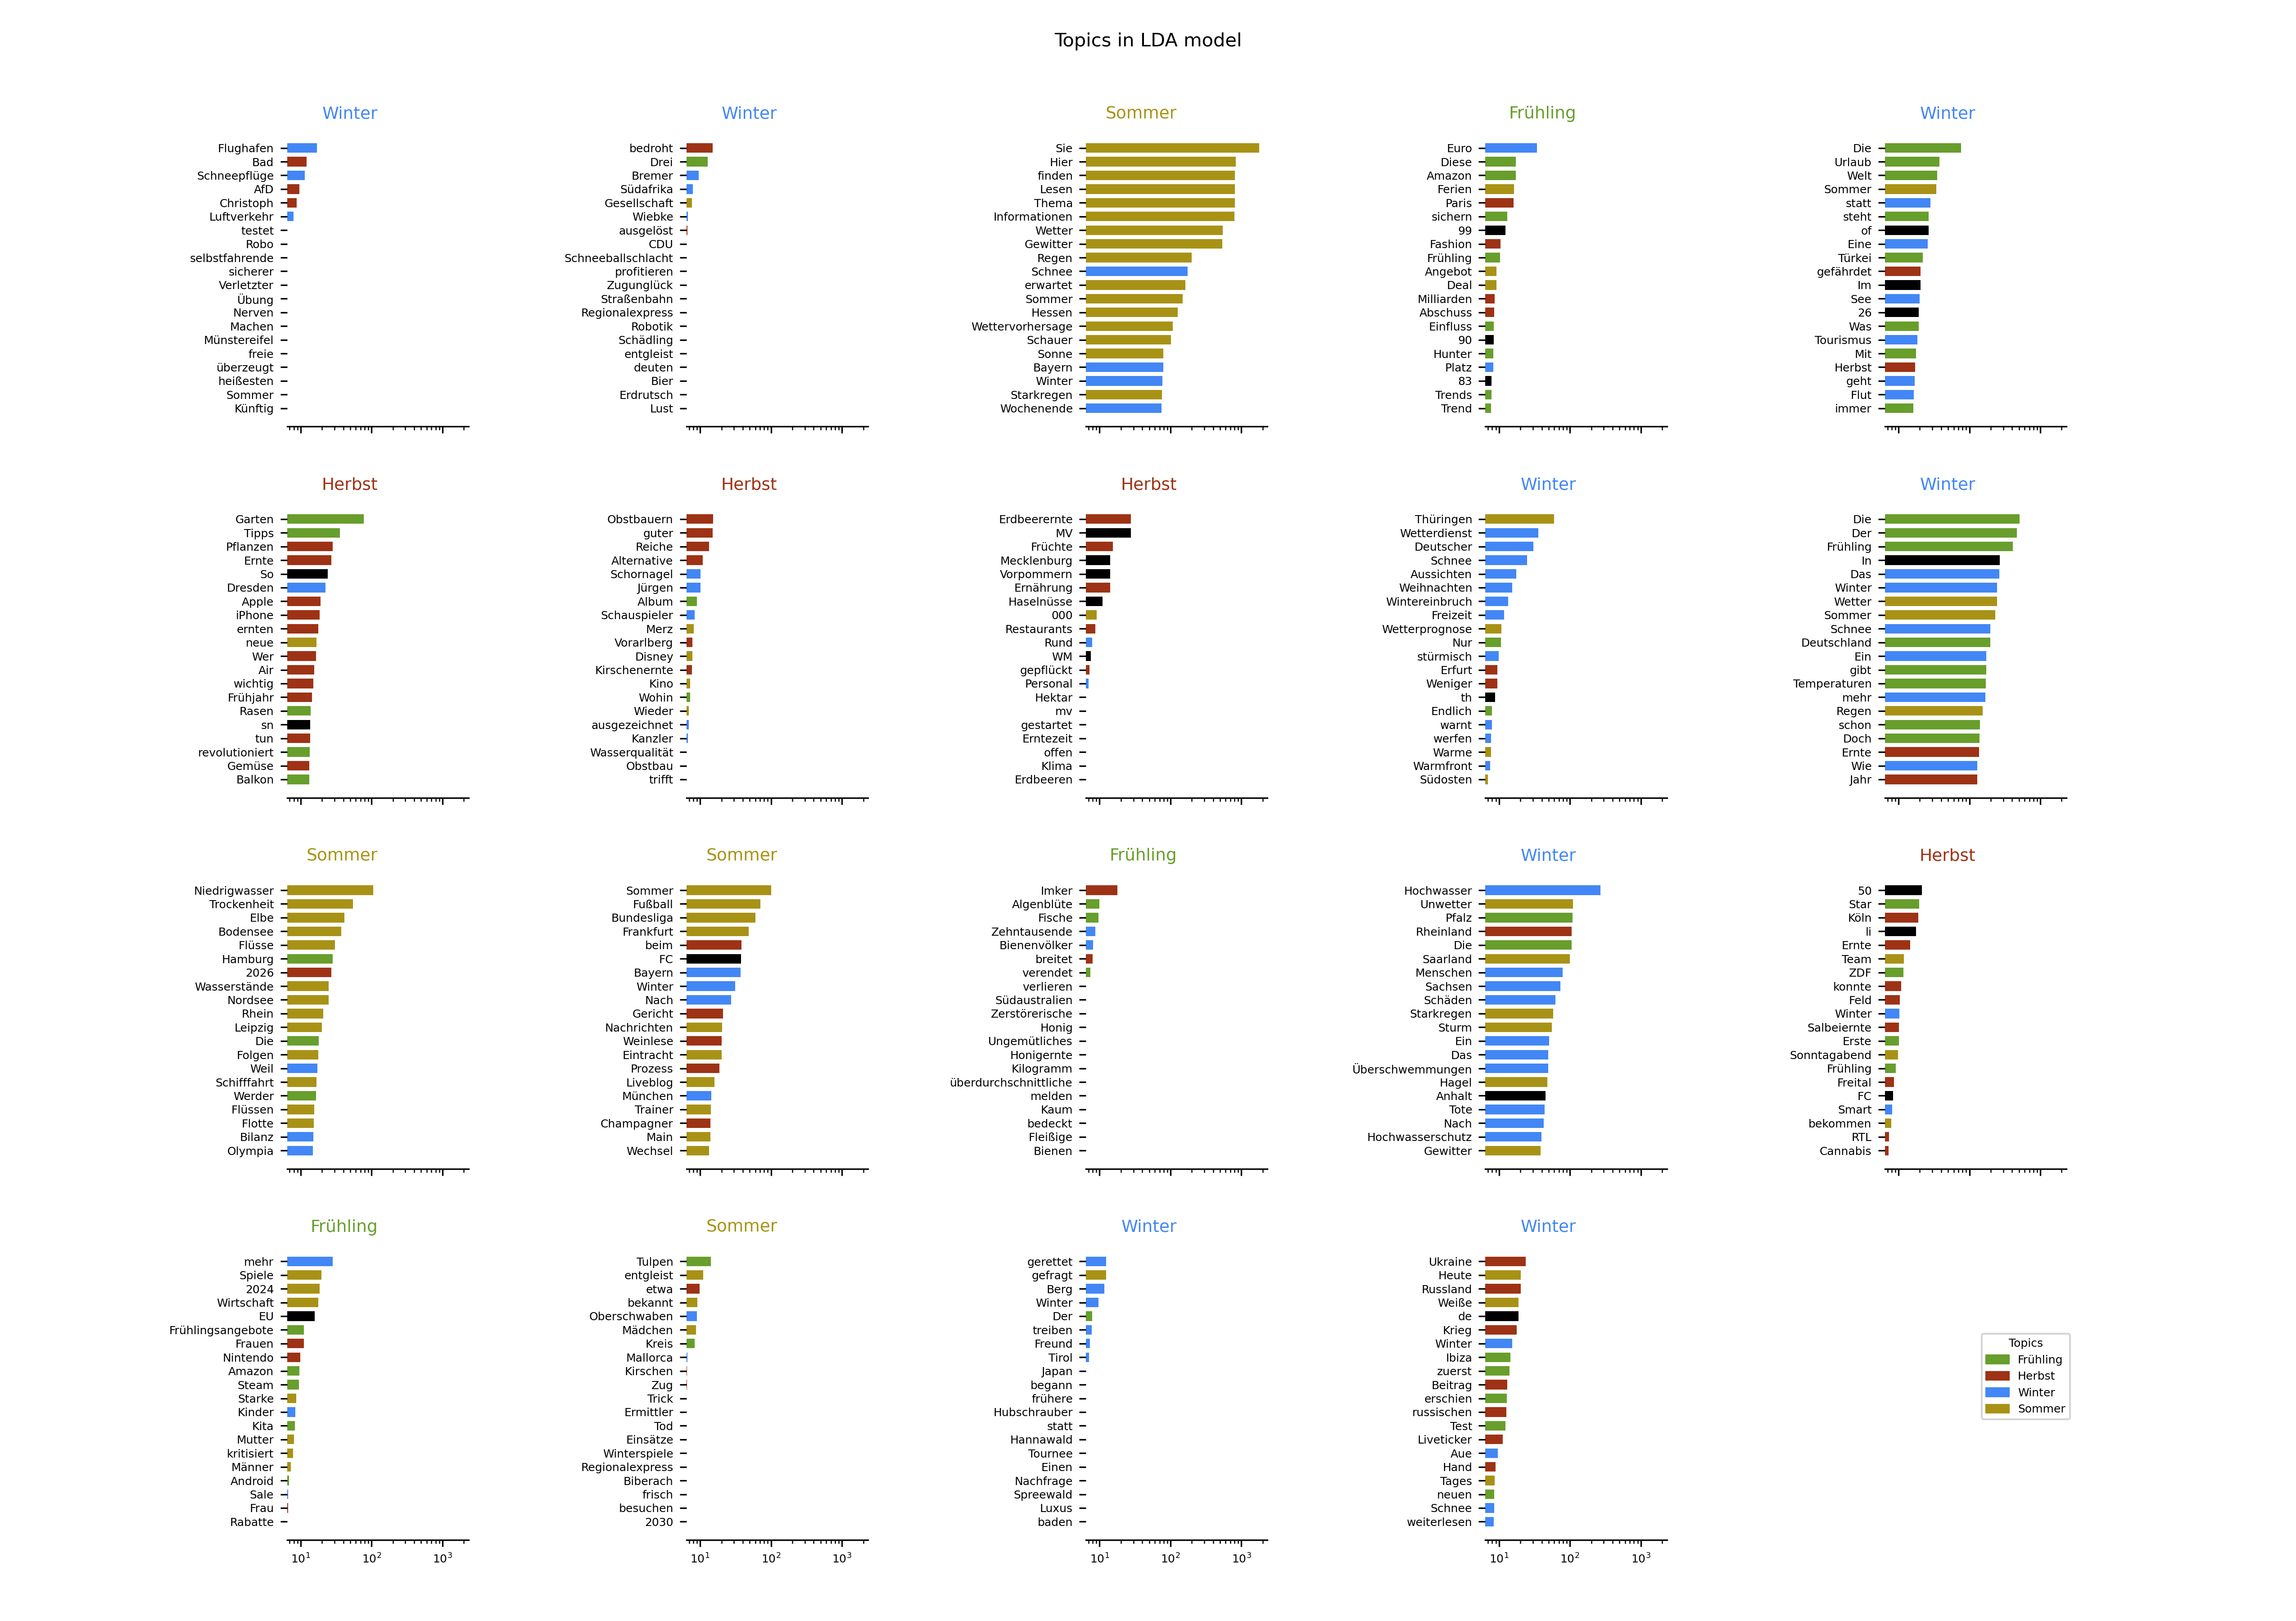 Topics in LDA model
Winter
Flughafen
Bad
Schneepflüge
AfD
Christoph
Luftverkehr
testet
Robo
selbstfahrende
sicherer
Verletzter
Übung
Nerven
Machen
Münstereifel
freie
überzeugt
heißesten
Sommer
Künftig
Winter
bedroht
Drei
Bremer
Südafrika
Gesellschaft
Wiebke
ausgelöst
CDU
Schneeballschlacht
profitieren
Zugunglück
Straßenbahn
Regionalexpress
Robotik
Schädling
entgleist
deuten
Bier
Erdrutsch
Lust
Sommer
Sie
Hier
finden
Lesen
Thema
Informationen
Wetter
Gewitter
Regen
Schnee
erwartet
Sommer
Hessen
Wettervorhersage
Schauer
Sonne
Bayern
Winter
Starkregen
Wochenende
Frühling
Euro
Diese
Amazon
Ferien
Paris
sichern
99
Fashion
Frühling
Angebot
Deal
Milliarden
Abschuss
Einfluss
90
Hunter
Platz
83
Trends
Trend
Winter
Die
Urlaub
Welt
Sommer
statt
steht
of
Eine
Türkei
gefährdet
Im
See
26
Was
Tourismus
Mit
Herbst
geht
Flut
immer
Herbst
Garten
Tipps
Pflanzen
Ernte
So
Dresden
Apple
iPhone
ernten
neue
Wer
Air
wichtig
Frühjahr
Rasen
sn
tun
revolutioniert
Gemüse
Balkon
Herbst
Obstbauern
guter
Reiche
Alternative
Schornagel
Jürgen
Album
Schauspieler
Merz
Vorarlberg
Disney
Kirschenernte
Kino
Wohin
Wieder
ausgezeichnet
Kanzler
Wasserqualität
Obstbau
trifft
Herbst
Erdbeerernte
MV
Früchte
Mecklenburg
Vorpommern
Ernährung
Haselnüsse
000
Restaurants
Rund
WM
gepflückt
Personal
Hektar
mv
gestartet
Erntezeit
offen
Klima
Erdbeeren
Winter
Thüringen
Wetterdienst
Deutscher
Schnee
Aussichten
Weihnachten
Wintereinbruch
Freizeit
Wetterprognose
Nur
stürmisch
Erfurt
Weniger
th
Endlich
warnt
werfen
Warme
Warmfront
Südosten
Winter
Die
Der
Frühling
In
Das
Winter
Wetter
Sommer
Schnee
Deutschland
Ein
gibt
Temperaturen
mehr
Regen
schon
Doch
Ernte
Wie
Jahr
Sommer
Niedrigwasser
Trockenheit
Elbe
Bodensee
Flüsse
Hamburg
2026
Wasserstände
Nordsee
Rhein
Leipzig
Die
Folgen
Weil
Schifffahrt
Werder
Flüssen
Flotte
Bilanz
Olympia
Sommer
Sommer
Fußball
Bundesliga
Frankfurt
beim
FC
Bayern
Winter
Nach
Gericht
Nachrichten
Weinlese
Eintracht
Prozess
Liveblog
München
Trainer
Champagner
Main
Wechsel
Frühling
Imker
Algenblüte
Fische
Zehntausende
Bienenvölker
breitet
verendet
verlieren
Südaustralien
Zerstörerische
Honig
Ungemütliches
Honigernte
Kilogramm
überdurchschnittliche
melden
Kaum
bedeckt
Fleißige
Bienen
Winter
Hochwasser
Unwetter
Pfalz
Rheinland
Die
Saarland
Menschen
Sachsen
Schäden
Starkregen
Sturm
Ein
Das
Überschwemmungen
Hagel
Anhalt
Tote
Nach
Hochwasserschutz
Gewitter
Herbst
50
Star
Köln
li
Ernte
Team
ZDF
konnte
Feld
Winter
Salbeiernte
Erste
Sonntagabend
Frühling
Freital
FC
Smart
bekommen
RTL
Cannabis
Frühling
mehr
Spiele
2024
Wirtschaft
EU
Frühlingsangebote
Frauen
Nintendo
Amazon
Steam
Starke
Kinder
Kita
Mutter
kritisiert
Männer
Android
Sale
Frau
Rabatte
10¹ 10² 10³
Sommer
Tulpen
entgleist
etwa
bekannt
Oberschwaben
Mädchen
Kreis
Mallorca
Kirschen
Zug
Trick
Ermittler
Tod
Einsätze
Winterspiele
Regionalexpress
Biberach
frisch
besuchen
2030
10¹ 10² 10³
Winter
gerettet
gefragt
Berg
Winter
Der
treiben
Freund
Tirol
Japan
begann
frühere
Hubschrauber
statt
Hannawald
Tournee
Einen
Nachfrage
Spreewald
Luxus
baden
10¹ 10² 10³
Winter
Ukraine
Heute
Russland
Weiße
de
Krieg
Winter
Ibiza
zuerst
Beitrag
erschien
russischen
Test
Liveticker
Aue
Hand
Tages
neuen
Schnee
weiterlesen
10¹ 10² 10³
Topics
Frühling
Herbst
Winter
Sommer